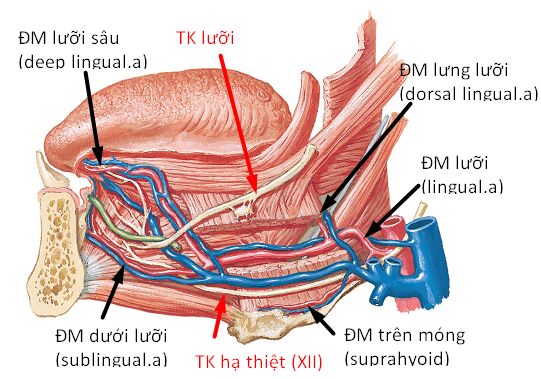 ĐM lưỡi sâu
(deep lingual.a)
TK lưỡi
ĐM lưng lưỡi
(dorsal lingual.a)
ĐM lưỡi
(lingual.a)
ĐM dưới lưỡi
(sublingual.a)
TK hạ thiệt (XII)
ĐM trên móng
(suprahyoid)